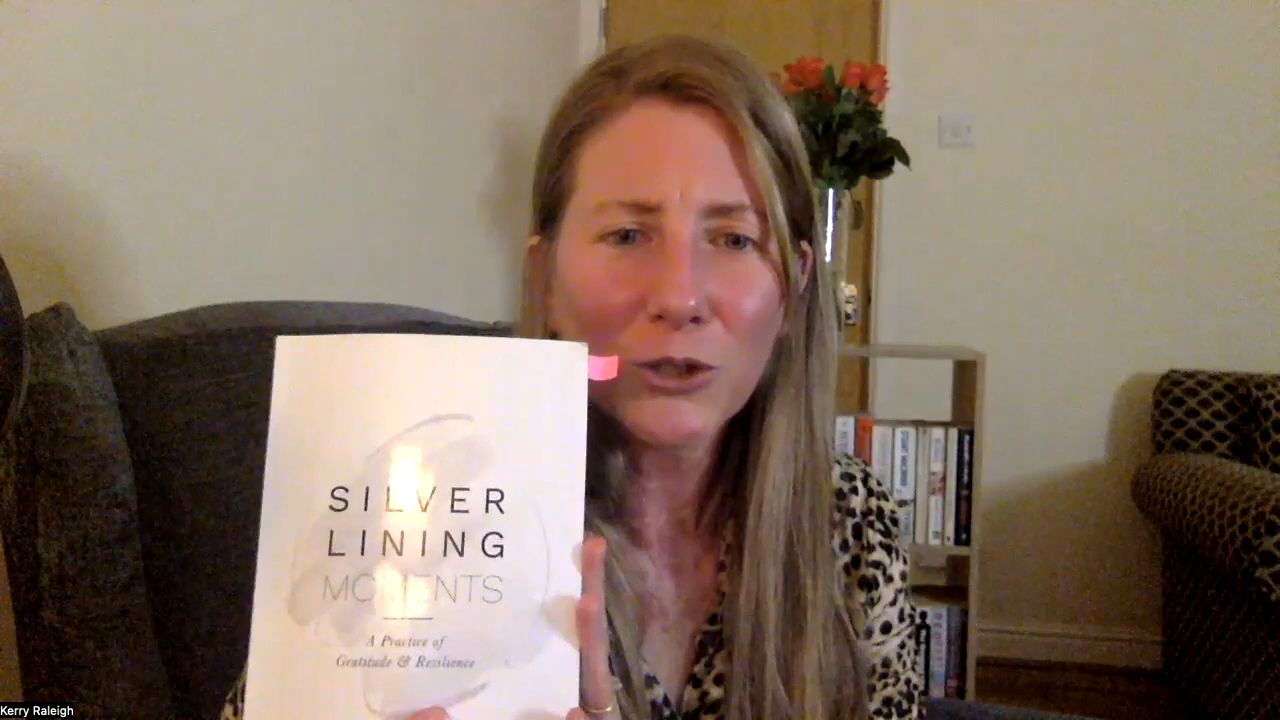 SILVER
LINING
MOMENTS
A Practice of
Gratitude & Resilience
Kerry Raleigh